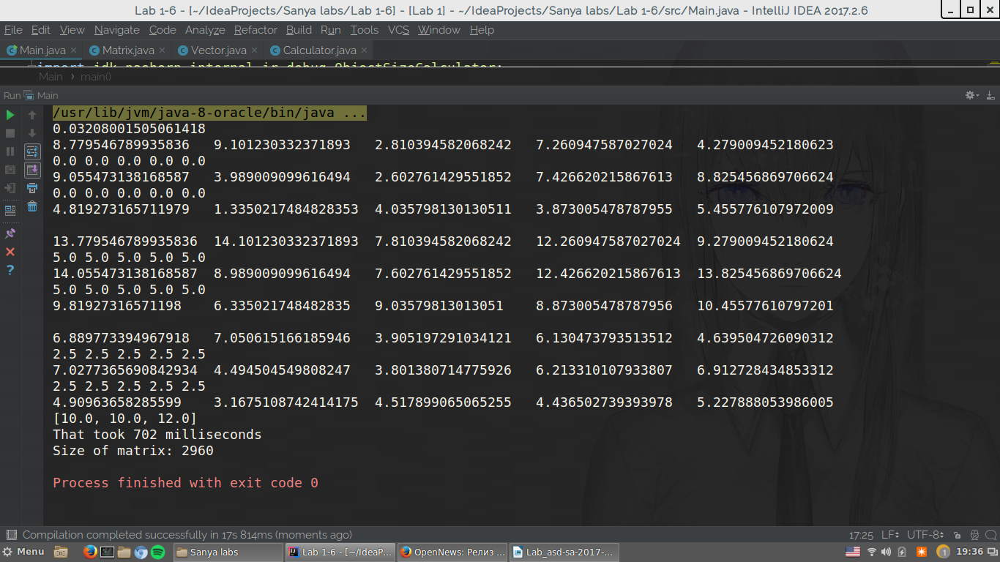 Lab 1-6 - [~/IdeaProjects/Sanya labs/Lab 1-6] - [Lab 1] - ~/IdeaProjects/Sanya labs/Lab 1-6/src/Main.java - IntelliJ IDEA 2017.2.6
File Edit View Navigate Code Analyze Refactor Build Run Tools VCS Window Help
Main.java Matrix.java Vector.java Calculator.java
import jdk.nashorn.internal.ir.debug.ObjectSizeCalculator;
Main › main()
Run Main
/usr/lib/jvm/java-8-oracle/bin/java ...
0.03208001505061418
8.779546789935836 9.101230332371893 2.810394582068242 7.260947587027024 4.279009452180623
0.0 0.0 0.0 0.0 0.0
9.055473138168587 3.989009099616494 2.602761429551852 7.426620215867613 8.825456869706624
0.0 0.0 0.0 0.0 0.0
4.819273165711979 1.3350217484828353 4.035798130130511 3.873005478787955 5.455776107972009
13.779546789935836 14.101230332371893 7.810394582068242 12.260947587027024 9.279009452180624
5.0 5.0 5.0 5.0 5.0
14.055473138168587 8.989009099616494 7.602761429551852 12.426620215867613 13.825456869706624
5.0 5.0 5.0 5.0 5.0
9.81927316571198 6.335021748482835 9.03579813013051 8.873005478787956 10.45577610797201
6.889773394967918 7.050615166185946 3.905197291034121 6.130473793513512 4.639504726090312
2.5 2.5 2.5 2.5 2.5
7.02773656908422934 4.494504549808247 3.801380714775926 6.213310107933807 6.912728434853312
2.5 2.5 2.5 2.5 2.5
4.90963658285599 3.1675108742414175 4.517899065065255 4.436502739393978 5.227888053986005
[10.0, 10.0, 12.0]
That took 702 milliseconds
Size of matrix: 2960
Process finished with exit code 0
Compilation completed successfully in 17s 814ms (moments ago) 17:25 LF UTF-8
Menu Sanya labs Lab 1-6 - [~/IdeaP... OpenNews: Релиз ... Lab_asd-sa-2017-... 1 19:36